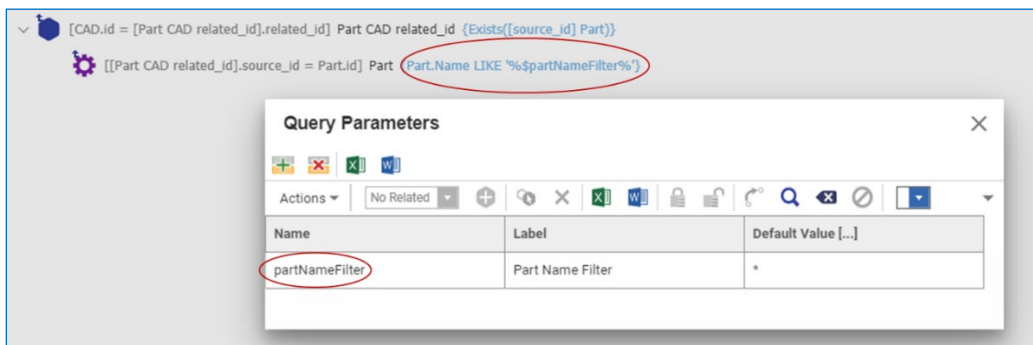 [CAD.id = [Part CAD related_id].related_id] Part CAD related_id {Exists([source_id] Part)}
[[Part CAD related_id].source_id = Part.id] Part {Part.Name LIKE '%$partNameFilter%'}
Query Parameters
Actions No Related
Name Label Default Value [...]
partNameFilter Part Name Filter *